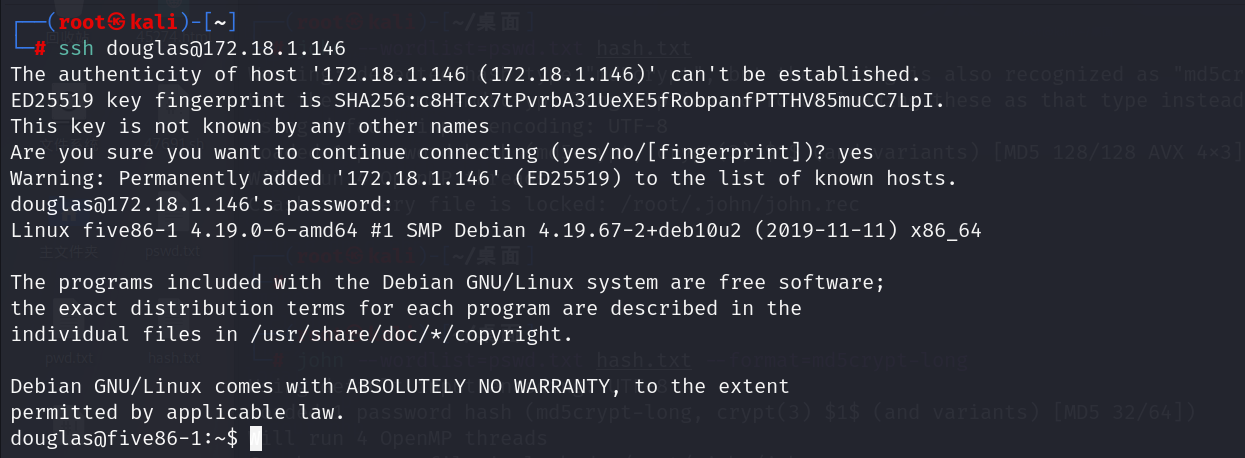 ┌──(root㉿kali)-[~]
└─# ssh douglas@172.18.1.146
The authenticity of host '172.18.1.146 (172.18.1.146)' can't be established.
ED25519 key fingerprint is SHA256:c8HTcx7tPvrbA31UeXE5fRobpanfPTTHV85muCC7LpI.
This key is not known by any other names
Are you sure you want to continue connecting (yes/no/[fingerprint])? yes
Warning: Permanently added '172.18.1.146' (ED25519) to the list of known hosts.
douglas@172.18.1.146's password:
Linux five86-1 4.19.0-6-amd64 #1 SMP Debian 4.19.67-2+deb10u2 (2019-11-11) x86_64
The programs included with the Debian GNU/Linux system are free software;
the exact distribution terms for each program are described in the
individual files in /usr/share/doc/*/copyright.
Debian GNU/Linux comes with ABSOLUTELY NO WARRANTY, to the extent
permitted by applicable law.
douglas@five86-1:~$